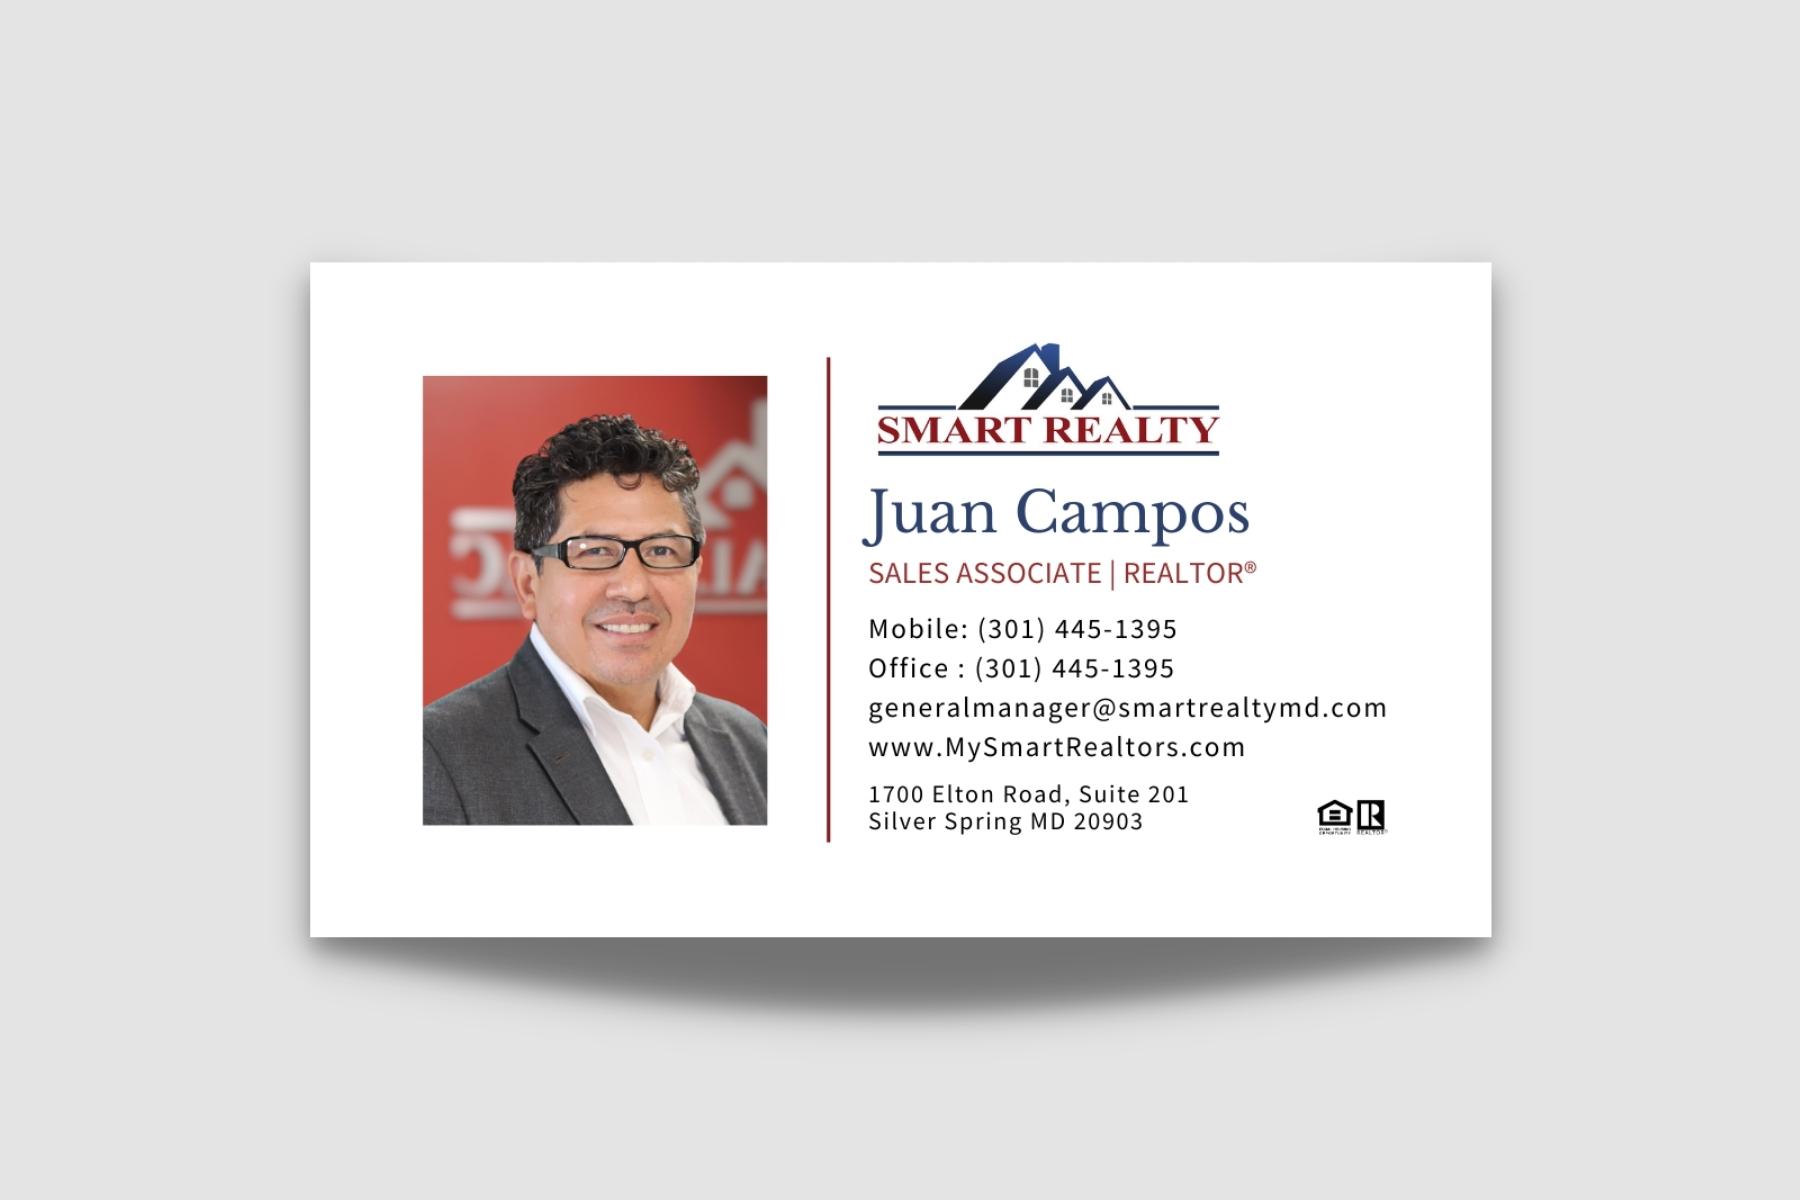 SMART REALTY
Juan Campos
SALES ASSOCIATE | REALTOR®
Mobile: (301) 445-1395
Office : (301) 445-1395
generalmanager@smartrealtymd.com
www.MySmartRealtors.com
1700 Elton Road, Suite 201
Silver Spring MD 20903
REALTOR®